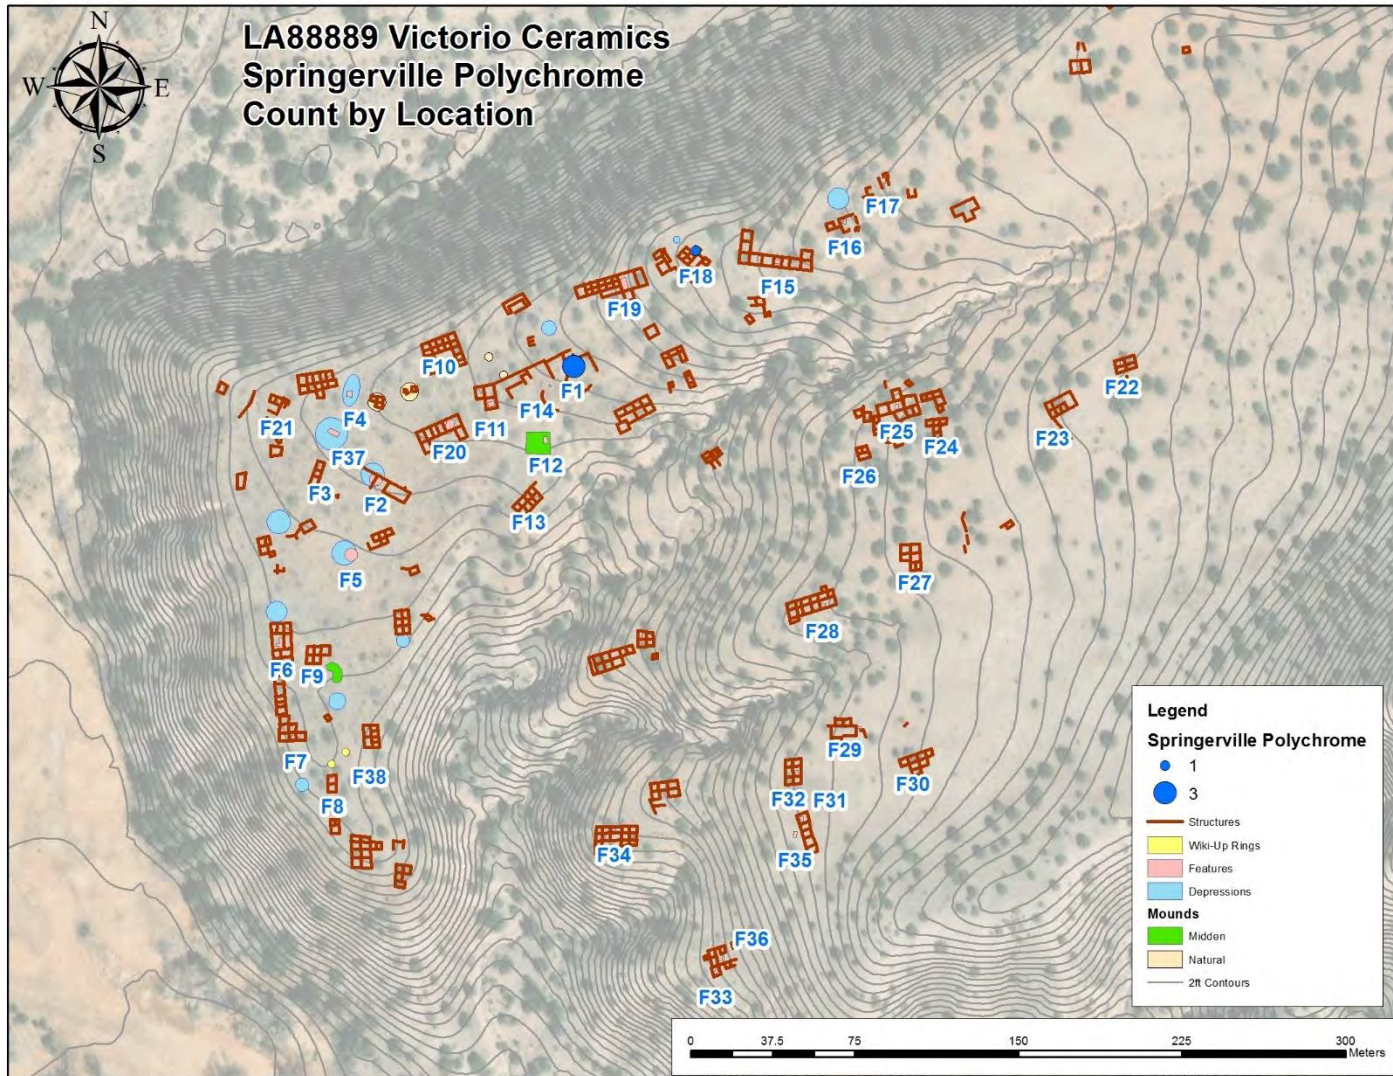 N
W E
S
LA88889 Victorio Ceramics
Springerville Polychrome
Count by Location
F17
F16
F18
F15
F19
F10
F1
F22
F4
F11
F14
F21
F25
F23
F24
F37
F20
F12
F26
F3
F2
F13
F5
F27
F28
F6
F9
F7
F38
F29
F30
F8
F32
F31
F34
F35
F36
F33
Legend
Springerville Polychrome
1
3
Structures
Wiki-Up Rings
Features
Depressions
Mounds
Midden
Natural
2ft Contours
0 37.5 75 150 225 300
Meters